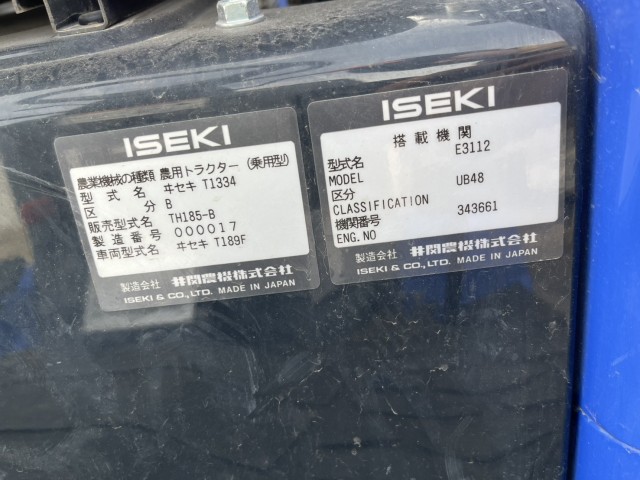 ISEKI
農業機械の種類 農用トラクター (乗用型)
型式名 ヰセキ T1334
区分 B
販売型式名 TH185-B
製造番号 000017
車両型式名 ヰセキ T189F
製造会社 井関農機株式会社
ISEKI & CO., LTD. MADE IN JAPAN
ISEKI
搭載機関
型式名 E3112
MODEL
区分 UB48
CLASSIFICATION
機関番号 343661
ENG.NO
製造会社 井関農機株式会社
ISEKI & CO., LTD. MADE IN JAPAN